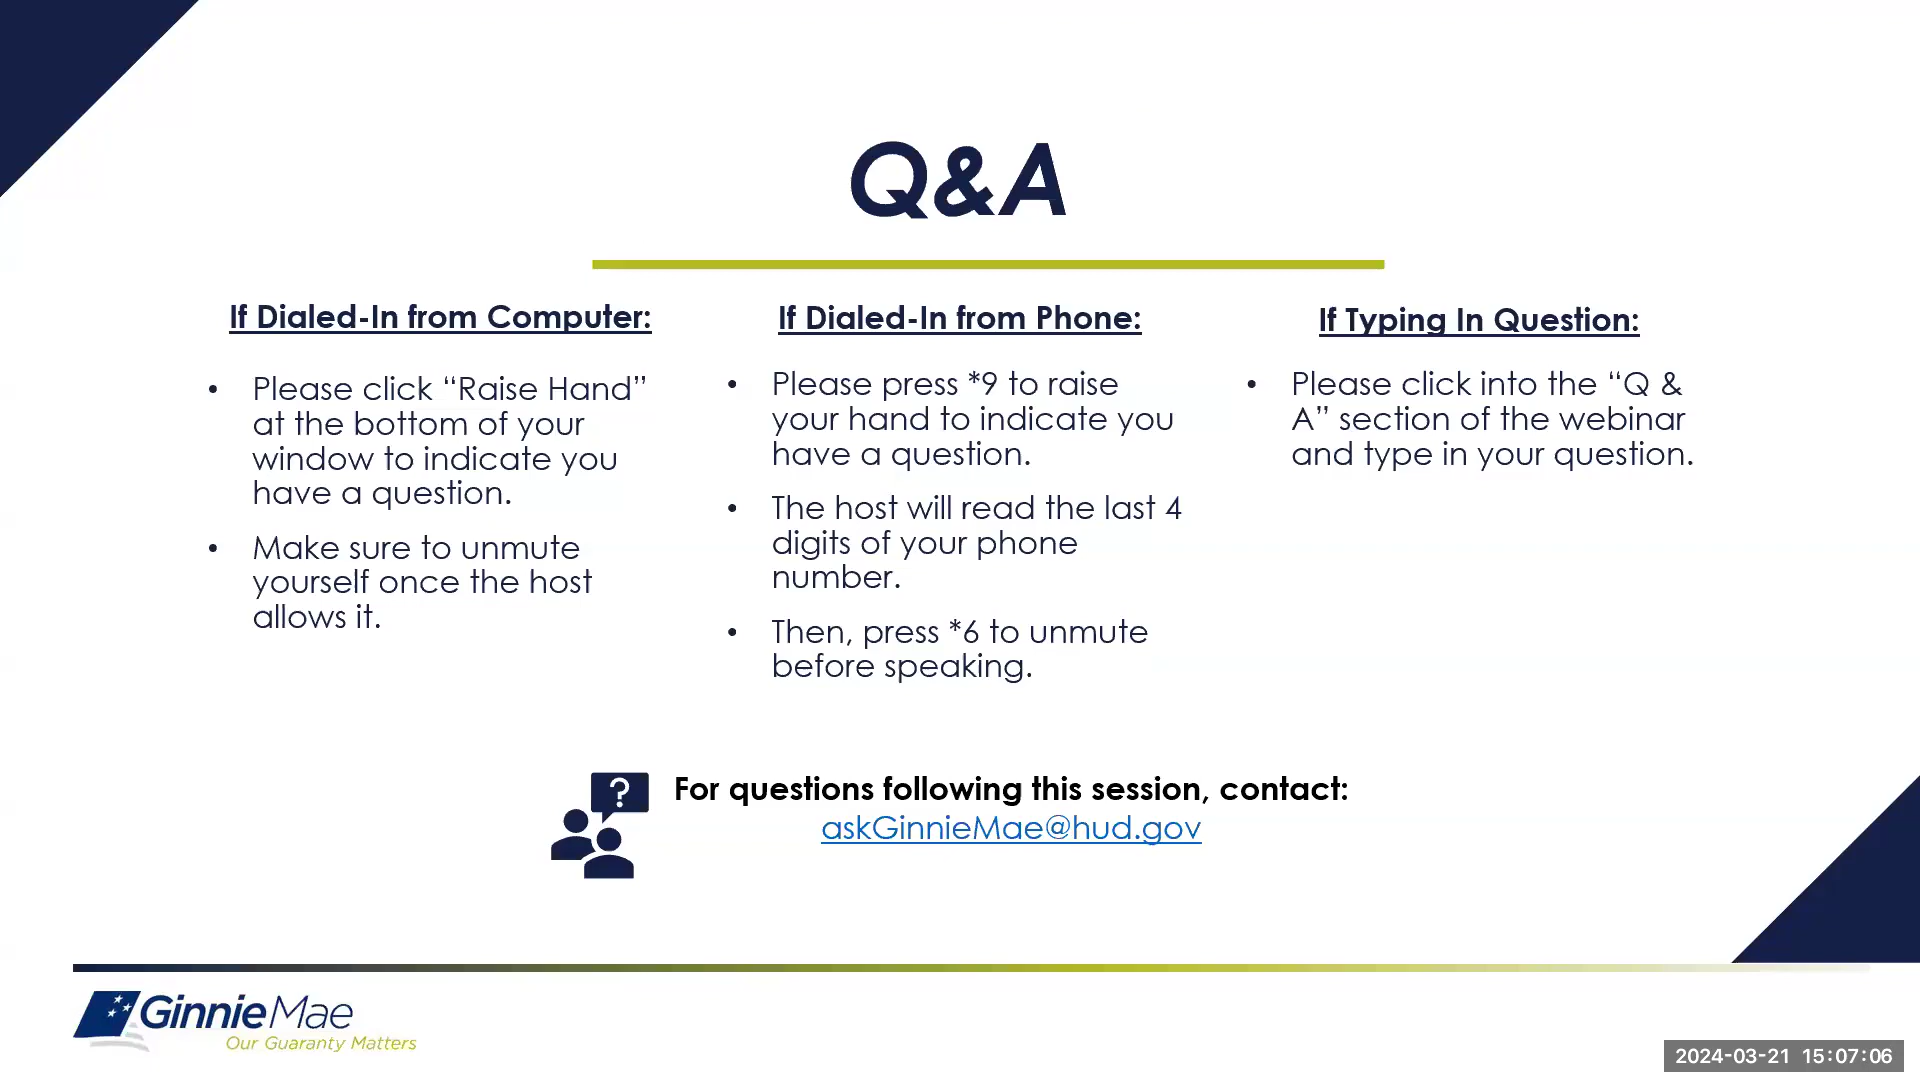 Q&A
If Dialed-In from Computer:
• Please click “Raise Hand”
at the bottom of your
window to indicate you
have a question.
• Make sure to unmute
yourself once the host
allows it.
If Dialed-In from Phone:
• Please press *9 to raise
your hand to indicate you
have a question.
• The host will read the last 4
digits of your phone
number.
• Then, press *6 to unmute
before speaking.
If Typing In Question:
• Please click into the “Q &
A” section of the webinar
and type in your question.
?
For questions following this session, contact:
askGinnieMae@hud.gov
GinnieMae
Our Guaranty Matters
2024-03-21 15:07:06